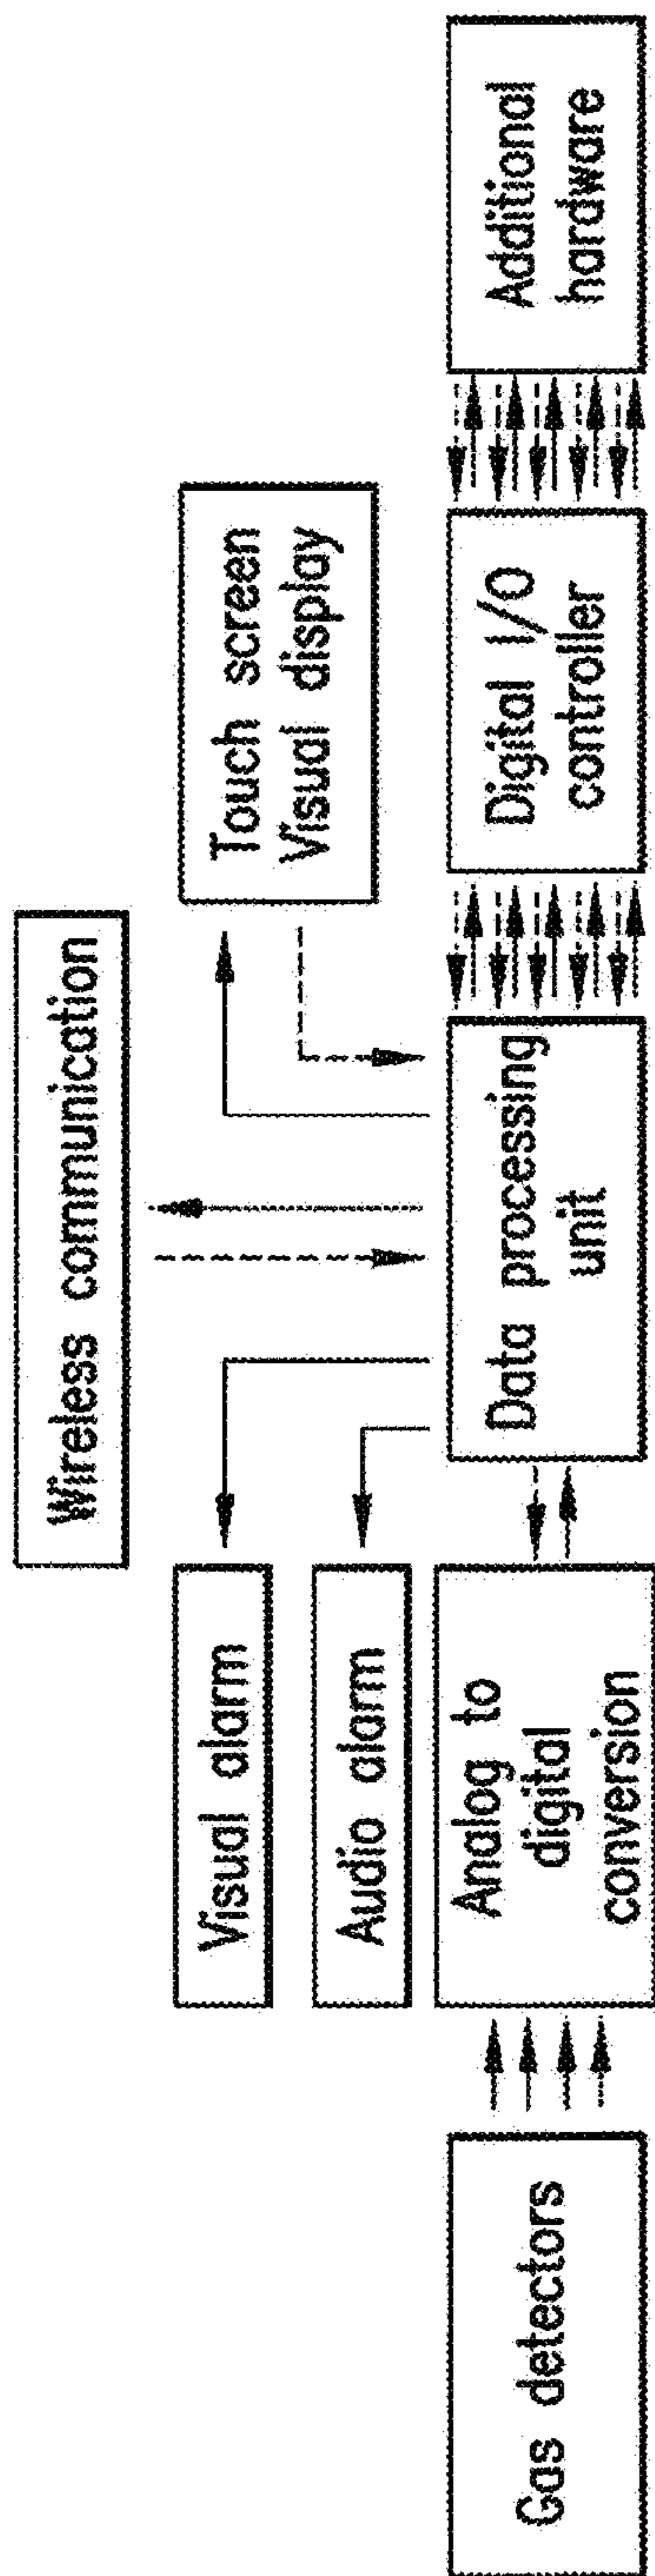 Wireless communication
Visual alarm
Touch screen
Visual display
Audio alarm
Gas detectors
Analog to
digital
conversion
Data processing
unit
Digital I/O
controller
Additional
hardware